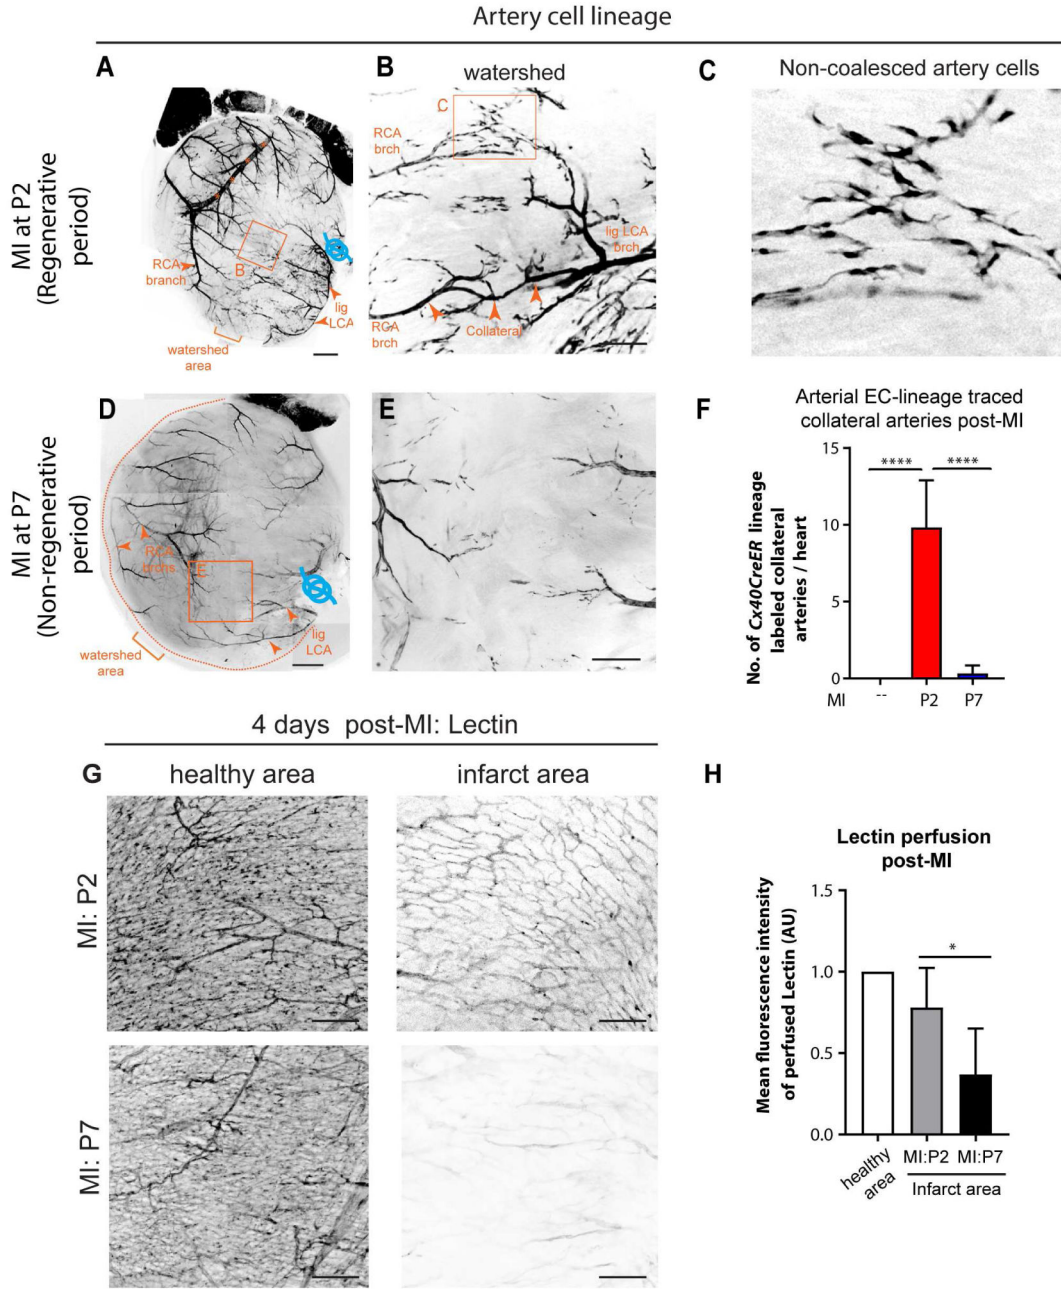 Artery cell lineage
A
B
watershed
C
Non-coalesced artery cells
MI at P2
(Regenerative
period)
RCA
branch
B
lig
LCA
watershed
area
C
RCA
brch
lig LCA
brch
RCA
brch
Collateral
MI at P7
(Non-regenerative
period)
D
RCA
brchs
E
lig
LCA
watershed
area
E
F
Arterial EC-lineage traced
collateral arteries post-MI
No. of Cx40CreER lineage
labeled collateral
arteries / heart
15
10
5
0
****
****
MI
--
P2
P7
4 days post-MI: Lectin
G
healthy area
infarct area
MI: P2
MI: P7
H
Lectin perfusion
post-MI
Mean fluorescence intensity
of perfused Lectin (AU)
1.5
1.0
0.5
0.0
*
healthy
area
MI:P2
MI:P7
Infarct area